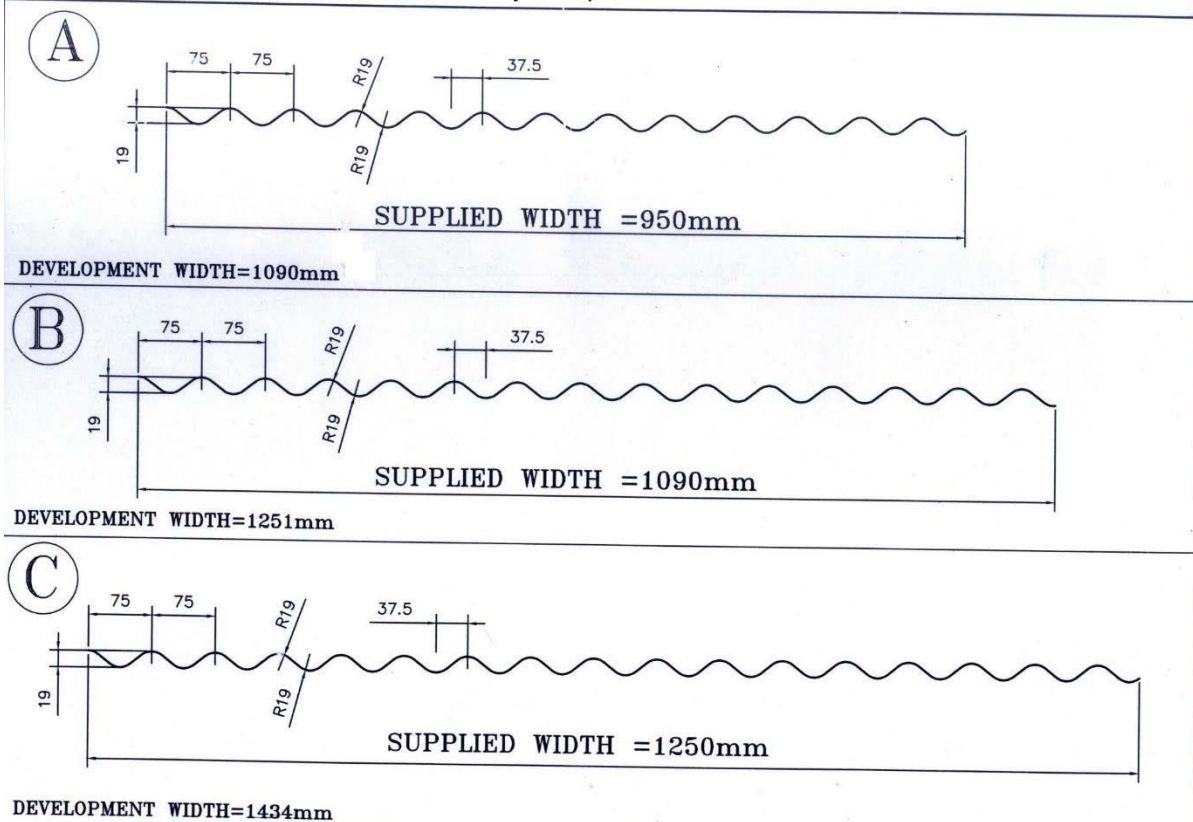 A
75
75
R19
37.5
19
R19
SUPPLIED WIDTH =950mm
DEVELOPMENT WIDTH=1090mm
B
75
75
R19
37.5
19
R19
SUPPLIED WIDTH =1090mm
DEVELOPMENT WIDTH=1251mm
C
75
75
R19
37.5
19
R19
SUPPLIED WIDTH =1250mm
DEVELOPMENT WIDTH=1434mm